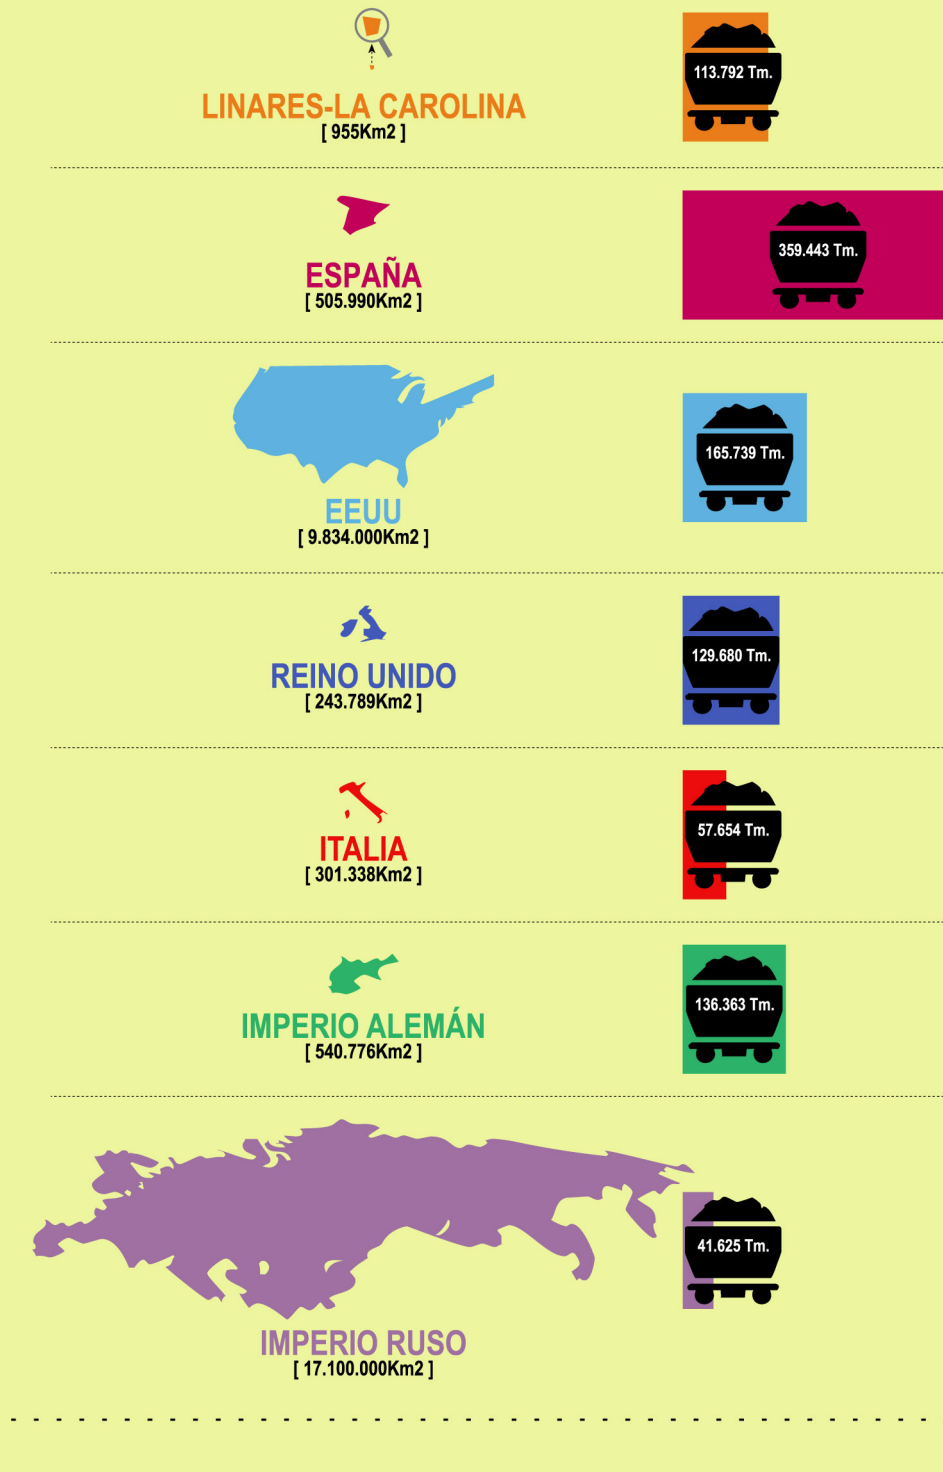 113.792 Tm.
LINARES-LA CAROLINA
[ 955Km2 ]
359.443 Tm.
ESPAÑA
[ 505.990Km2 ]
165.739 Tm.
EEUU
[ 9.834.000Km2 ]
129.680 Tm.
REINO UNIDO
[ 243.789Km2 ]
57.654 Tm.
ITALIA
[ 301.338Km2 ]
136.363 Tm.
IMPERIO ALEMÁN
[ 540.776Km2 ]
41.625 Tm.
IMPERIO RUSO
[ 17.100.000Km2 ]